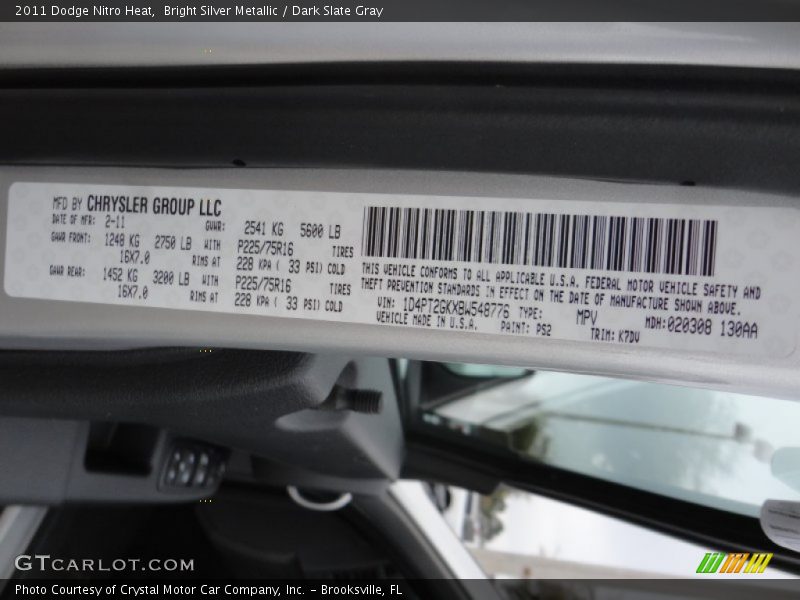 2011 Dodge Nitro Heat,  Bright Silver Metallic / Dark Slate Gray
MFD BY CHRYSLER GROUP LLC
DATE OF MFR: 2-11 GVWR: 2541 KG 5600 LB
GAWR FRONT: 1248 KG 2750 LB WITH P225/75R16 TIRES
16X7.0 RIMS AT 228 KPA ( 33 PSI) COLD
GAWR REAR: 1452 KG 3200 LB WITH P225/75R16 TIRES
16X7.0 RIMS AT 228 KPA ( 33 PSI) COLD
THIS VEHICLE CONFORMS TO ALL APPLICABLE U.S.A. FEDERAL MOTOR VEHICLE SAFETY AND
THEFT PREVENTION STANDARDS IN EFFECT ON THE DATE OF MANUFACTURE SHOWN ABOVE.
VIN: 1D4PT2GKXBW548776 TYPE: MPV MDH: 020308 130AA
VEHICLE MADE IN U.S.A. PAINT: PS2 TRIM: K7DV
GTCARLOT.COM
Photo Courtesy of Crystal Motor Car Company, Inc. – Brooksville, FL